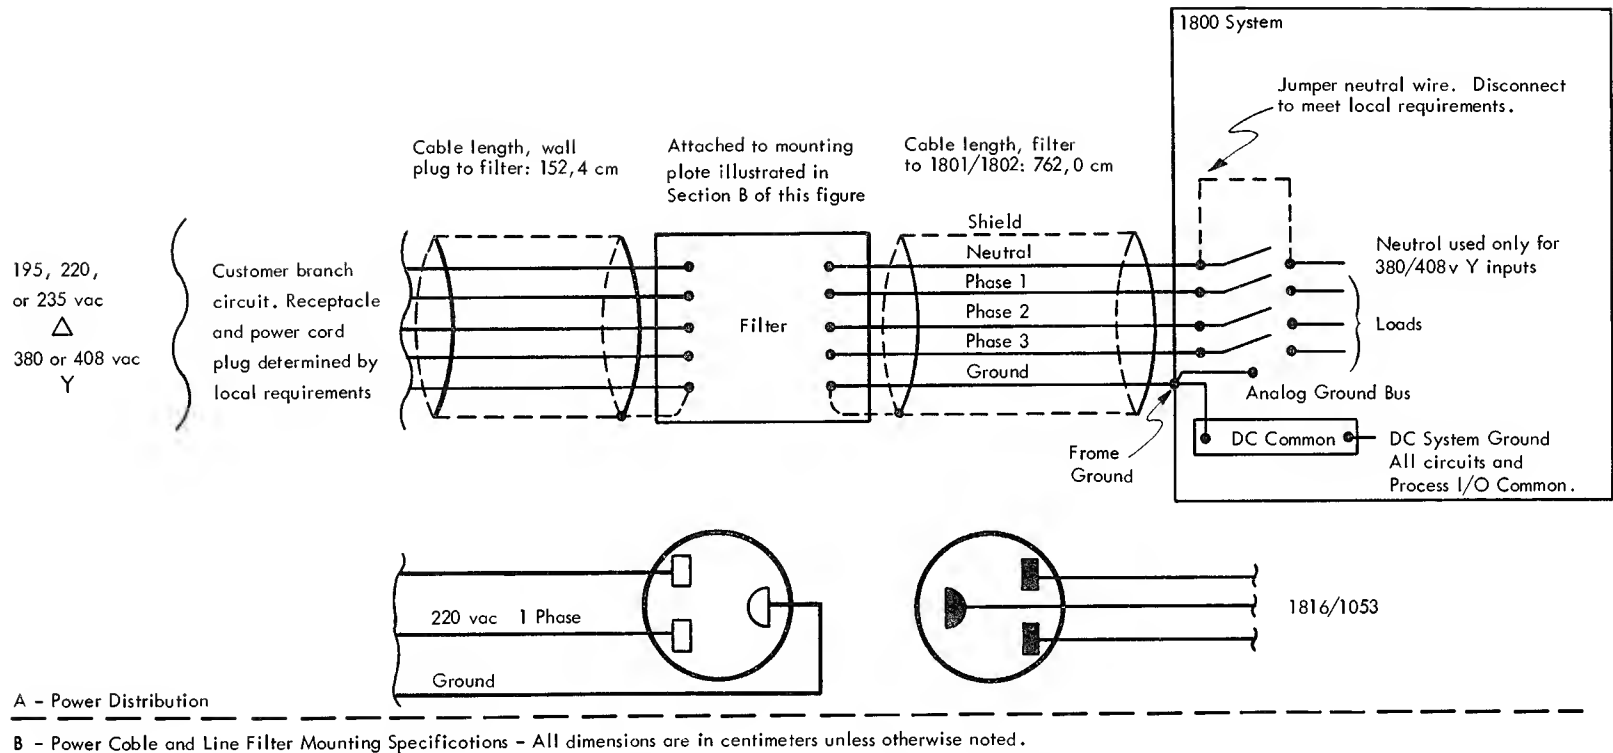 1800 System
Jumper neutral wire. Disconnect
to meet local requirements.
Cable length, wall
plug to filter: 152,4 cm
Attached to mounting
plote illustrated in
Section B of this figure
Cable length, filter
to 1801/1802: 762,0 cm
195, 220,
or 235 vac
△
380 or 408 vac
Y
Customer branch
circuit. Receptacle
and power cord
plug determined by
local requirements
Filter
Shield
Neutral
Phase 1
Phase 2
Phase 3
Ground
Neutrol used only for
380/408v Y inputs
Loads
Analog Ground Bus
Frome
Ground
DC Common
DC System Ground
All circuits and
Process I/O Common.
220 vac 1 Phase
Ground
1816/1053
A - Power Distribution
B - Power Coble and Line Filter Mounting Specificotions - All dimensions are in centimeters unless otherwise noted.